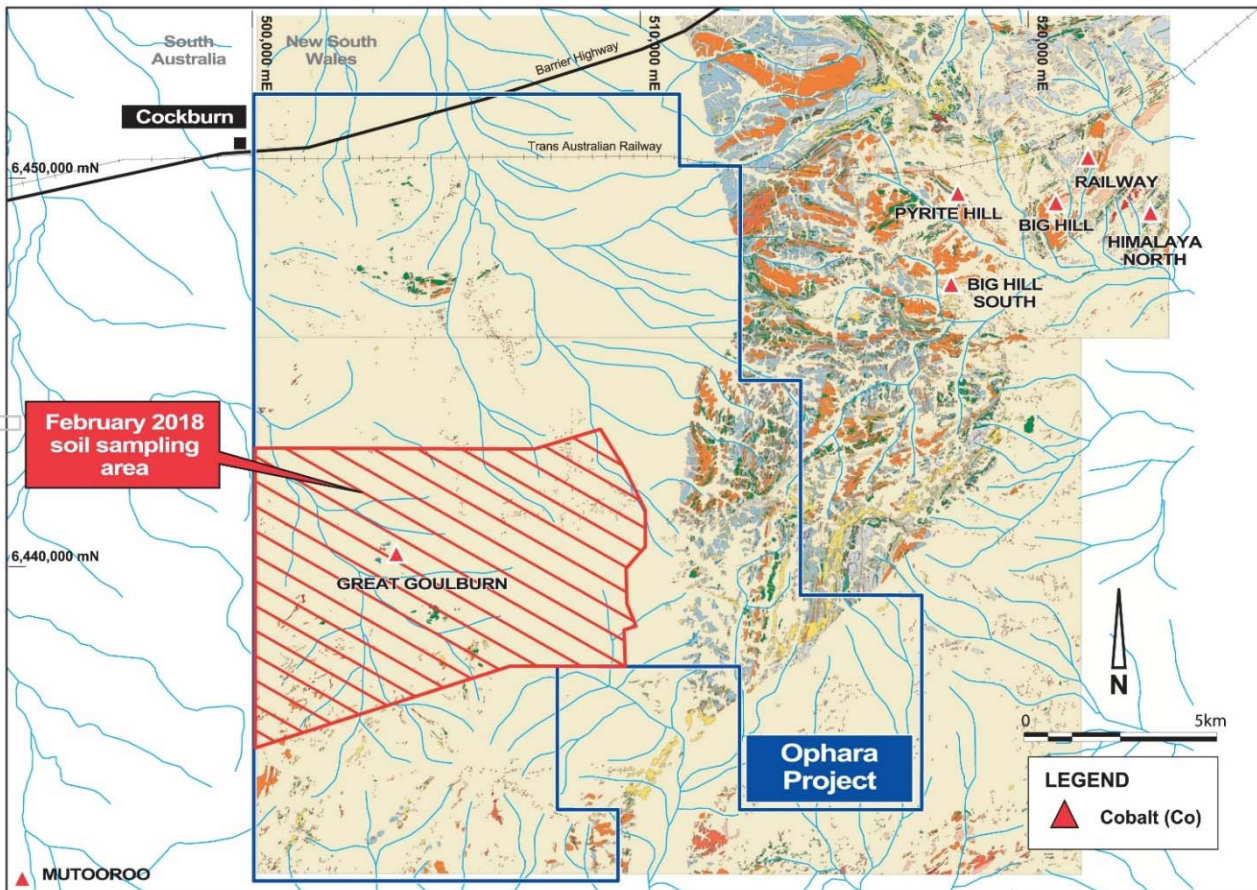 South
Australia
New South
Wales
500,000 mE
510,000 mE
520,000 mE
Barrier Highway
Cockburn
Trans Australian Railway
6,450,000 mN
RAILWAY
PYRITE HILL
BIG HILL
HIMALAYA
NORTH
BIG HILL
SOUTH
February 2018
soil sampling
area
6,440,000 mN
GREAT GOULBURN
N
0
5km
Ophara
Project
LEGEND
Cobalt (Co)
MUTOOROO